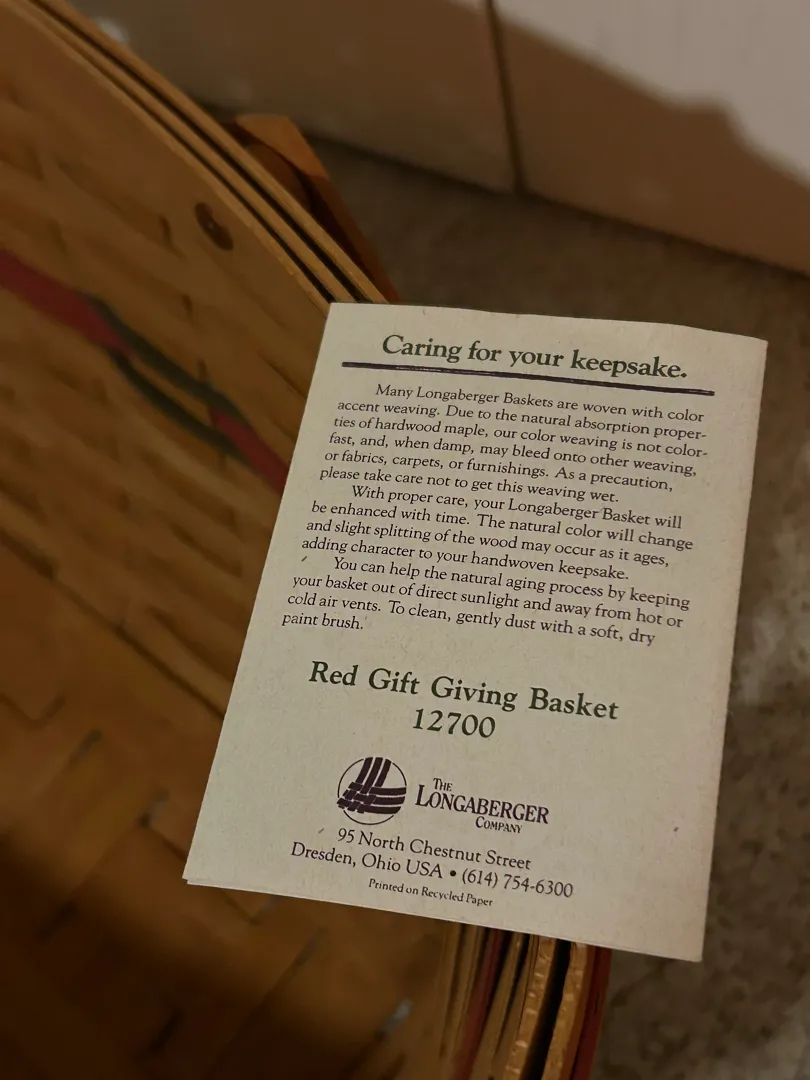 Caring for your keepsake.
Many Longaberger Baskets are woven with color
accent weaving. Due to the natural absorption proper-
ties of hardwood maple, our color weaving is not color-
fast, and, when damp, may bleed onto other weaving,
or fabrics, carpets, or furnishings. As a precaution,
please take care not to get this weaving wet.
With proper care, your Longaberger Basket will
be enhanced with time. The natural color will change
and slight splitting of the wood may occur as it ages,
adding character to your handwoven keepsake.
You can help the natural aging process by keeping
your basket out of direct sunlight and away from hot or
cold air vents. To clean, gently dust with a soft, dry
paint brush.
Red Gift Giving Basket
12700
THE
LONGABERGER
COMPANY
95 North Chestnut Street
Dresden, Ohio USA • (614) 754-6300
Printed on Recycled Paper